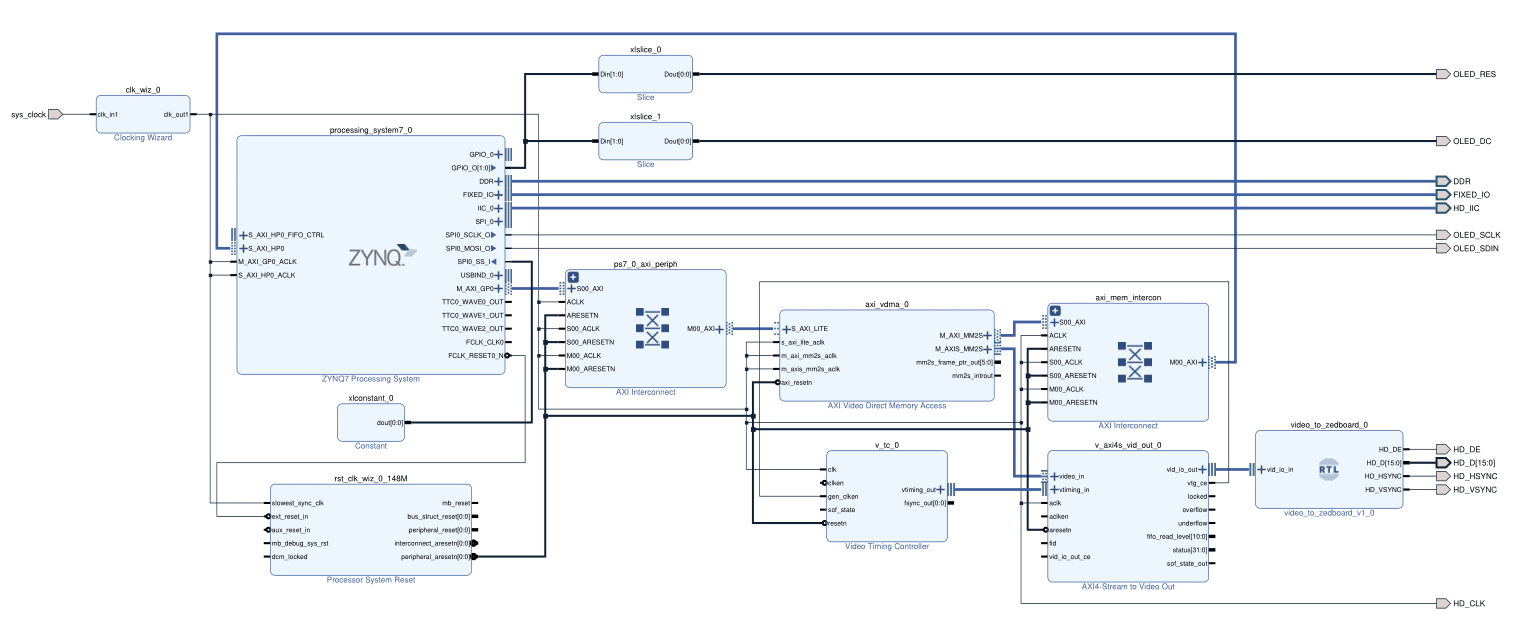 sys_clock
clk_wiz_0
clk_in1
clk_out1
Clocking Wizard
processing_system7_0
GPIO_0
GPIO_O[1:0]
DDR
FIXED_IO
IIC_0
SPI_0
S_AXI_HP0_FIFO_CTRL
SPI0_SCLK_O
S_AXI_HP0
SPI0_MOSI_O
M_AXI_GP0_ACLK
SPI0_SS_I
S_AXI_HP0_ACLK
USBIND_0
M_AXI_GP0
TTC0_WAVE0_OUT
TTC0_WAVE1_OUT
TTC0_WAVE2_OUT
FCLK_CLK0
FCLK_RESET0_N
ZYNQ
ZYNQ7 Processing System
xlconstant_0
dout[0:0]
Constant
rst_clk_wiz_0_148M
slowest_sync_clk
mb_reset
ext_reset_in
bus_struct_reset[0:0]
aux_reset_in
peripheral_reset[0:0]
mb_debug_sys_rst
interconnect_aresetn[0:0]
dcm_locked
peripheral_aresetn[0:0]
Processor System Reset
xlslice_0
Din[1:0]
Dout[0:0]
Slice
xlslice_1
Din[1:0]
Dout[0:0]
Slice
ps7_0_axi_periph
S00_AXI
ACLK
ARESETN
S00_ACLK
M00_AXI
S00_ARESETN
M00_ACLK
M00_ARESETN
AXI Interconnect
axi_vdma_0
S_AXI_LITE
M_AXI_MM2S
s_axi_lite_aclk
M_AXIS_MM2S
m_axi_mm2s_aclk
mm2s_frame_ptr_out[5:0]
m_axis_mm2s_aclk
mm2s_introut
axi_resetn
AXI Video Direct Memory Access
v_tc_0
clk
clken
gen_clken
vtiming_out
sof_state
fsync_out[0:0]
resetn
Video Timing Controller
axi_mem_intercon
S00_AXI
ACLK
ARESETN
S00_ACLK
M00_AXI
S00_ARESETN
M00_ACLK
M00_ARESETN
AXI Interconnect
v_axi4s_vid_out_0
video_in
vid_io_out
vtiming_in
vtg_ce
aclk
locked
aclken
overflow
aresetn
underflow
fid
fifo_read_level[10:0]
vid_io_out_ce
status[31:0]
sof_state_out
AXI4-Stream to Video Out
video_to_zedboard_0
vid_io_in
HD_DE
HD_D[15:0]
HD_HSYNC
HD_VSYNC
RTL
video_to_zedboard_v1_0
OLED_RES
OLED_DC
DDR
FIXED_IO
HD_IIC
OLED_SCLK
OLED_SDIN
HD_DE
HD_D[15:0]
HD_HSYNC
HD_VSYNC
HD_CLK